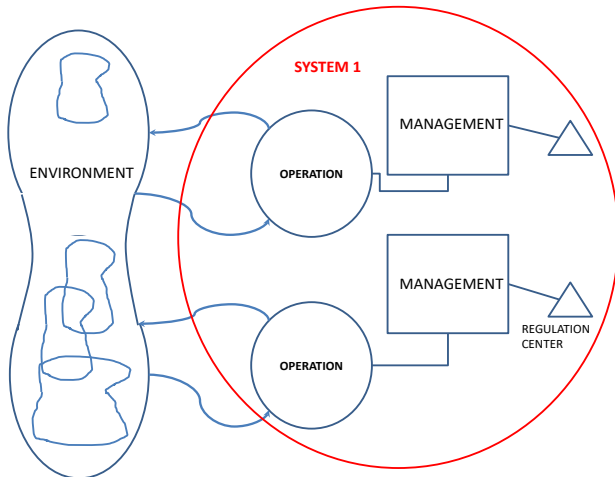 SYSTEM 1
MANAGEMENT
ENVIRONMENT
OPERATION
MANAGEMENT
REGULATION
CENTER
OPERATION